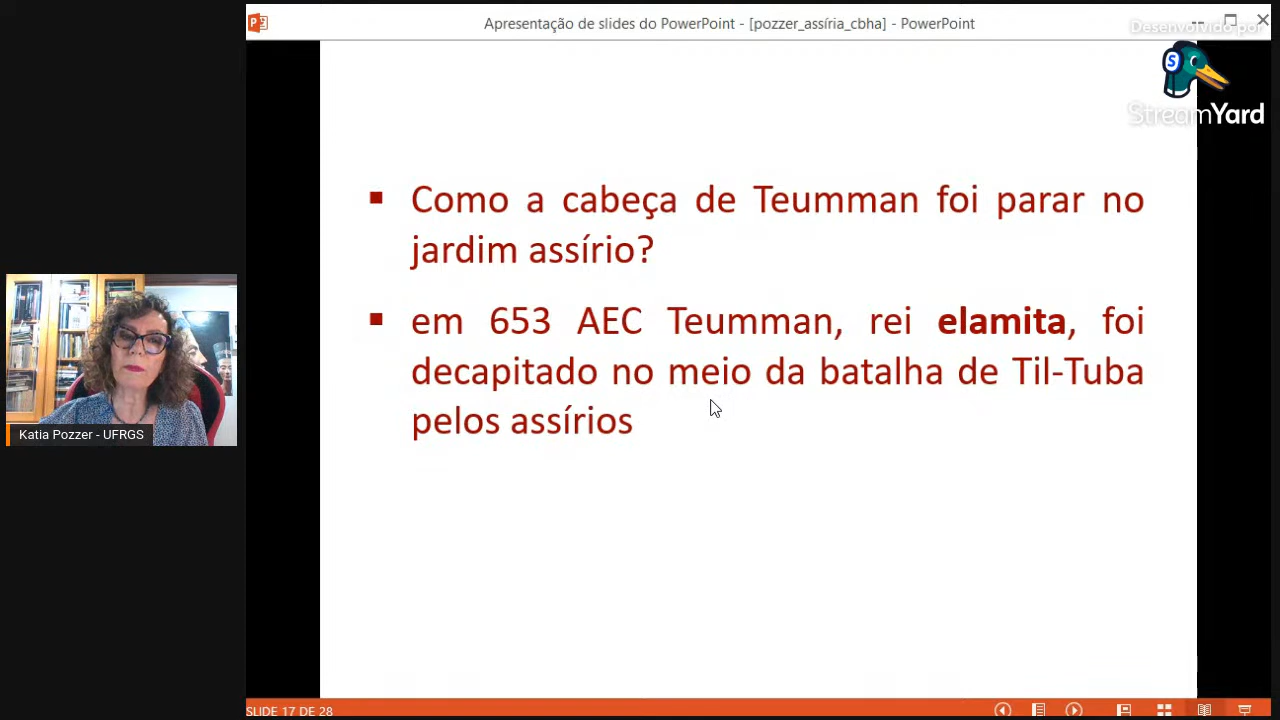 Apresentação de slides do PowerPoint - [pozzer_assíria_cbha] - PowerPoint
Desenvolvido por
S
StreamYard
Como a cabeça de Teumman foi parar no
jardim assírio?
em 653 AEC Teumman, rei elamita, foi
decapitado no meio da batalha de Til-Tuba
pelos assírios
Katia Pozzer - UFRGS
SLIDE 17 DE 28